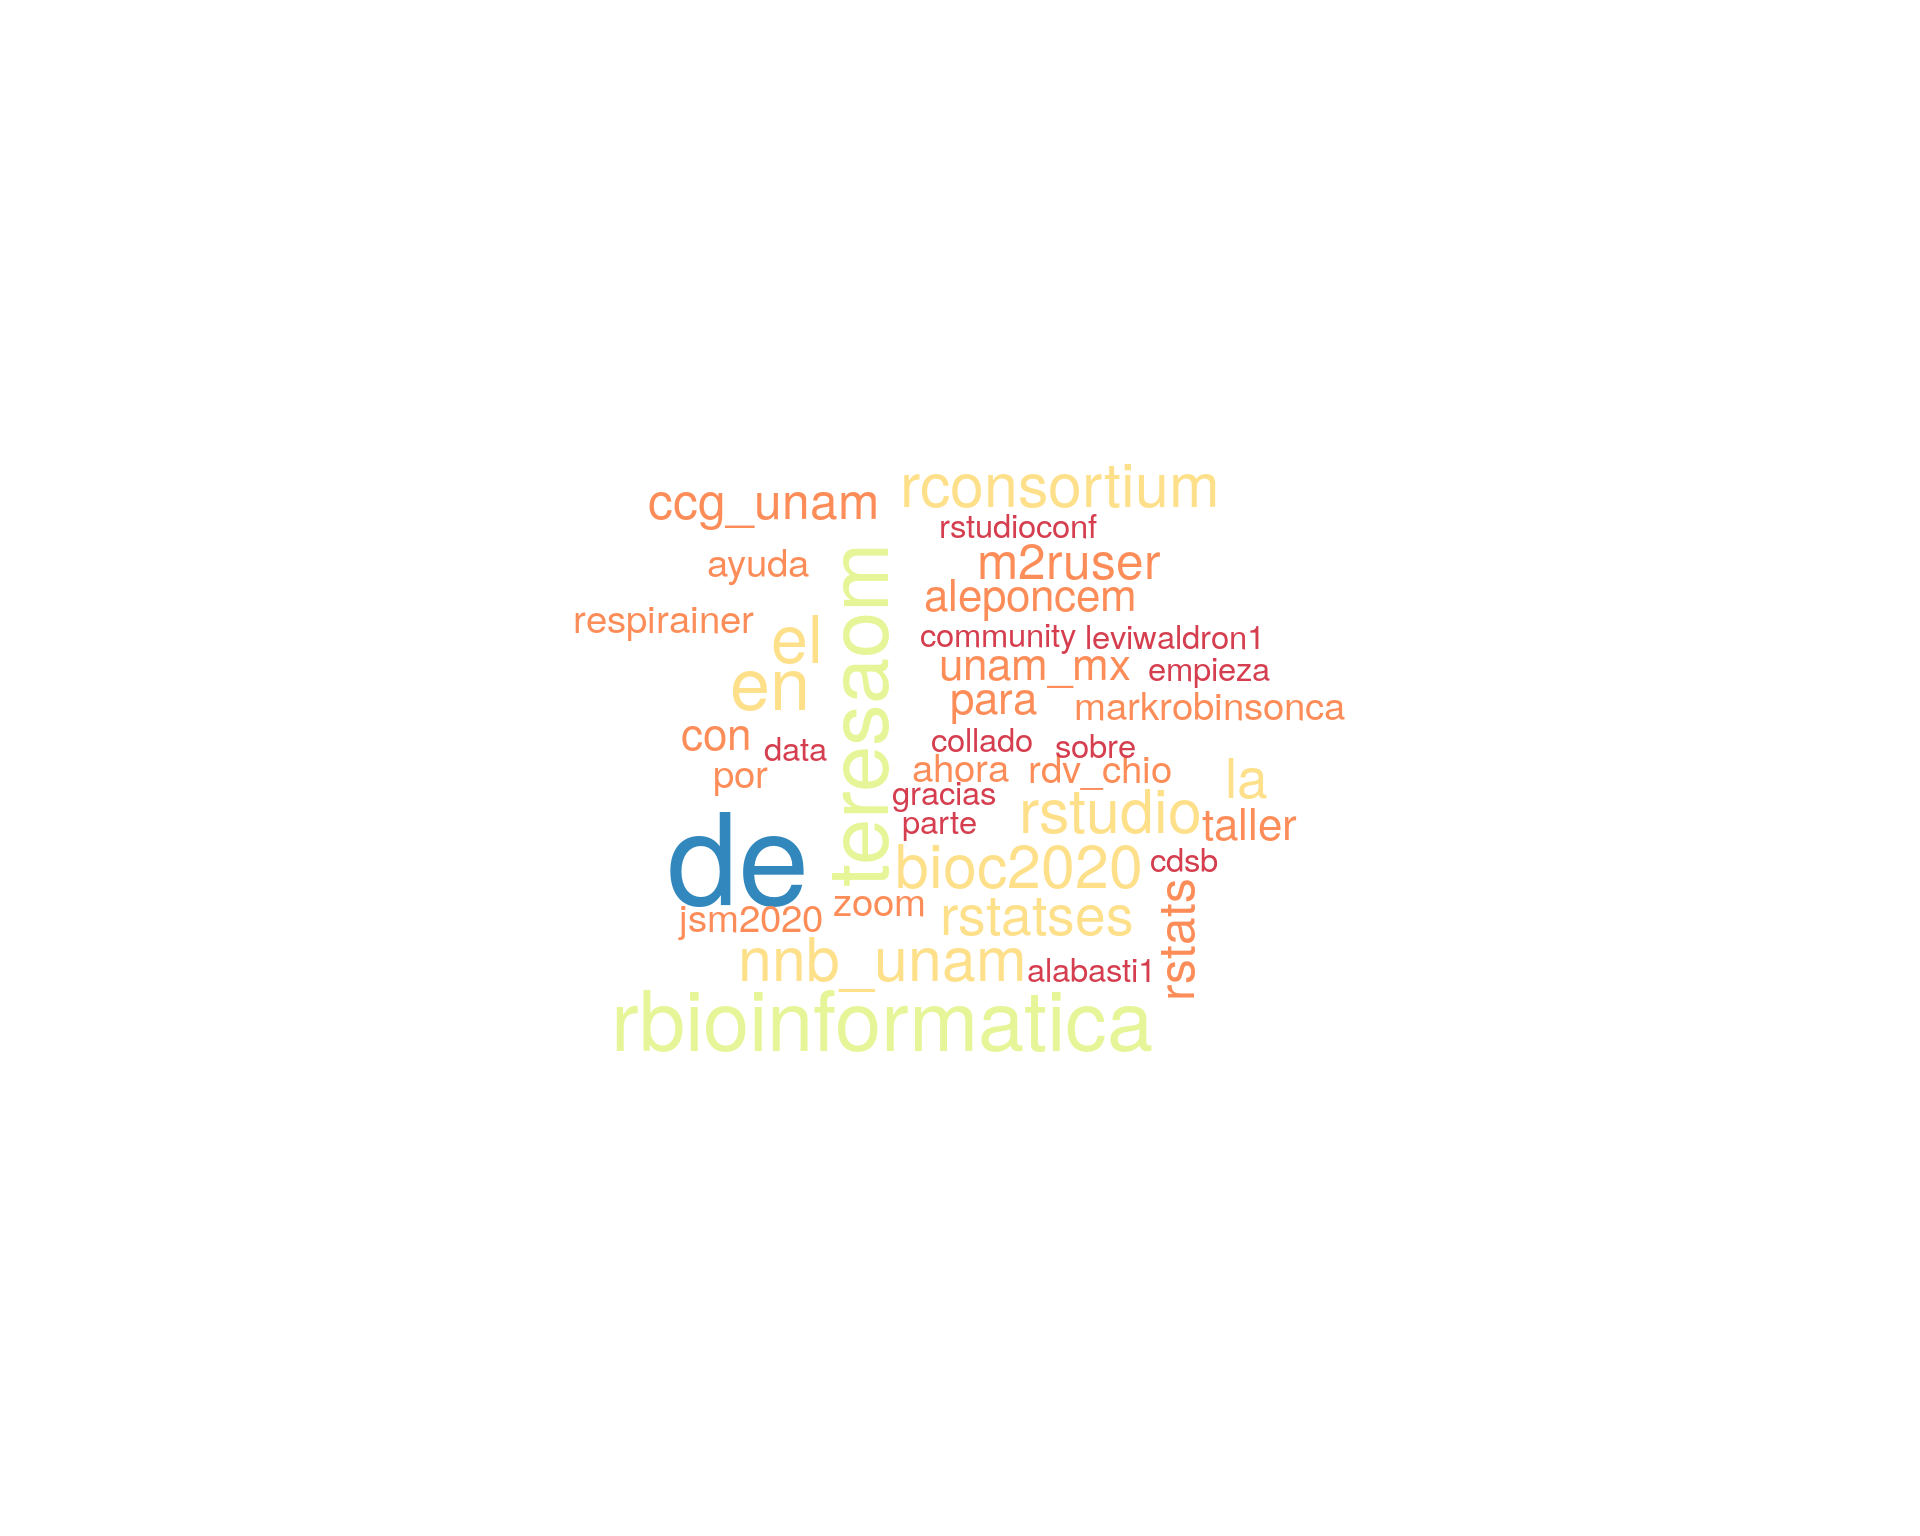 rconsortium
ccg_unam
rstudioconf
m2ruser
ayuda
aleponcem
respirainer
el
community
leviwaldron1
unam_mx
empieza
en
para
markrobinsonca
teresaom
con
data
collado
sobre
por
ahora
rdv_chio
la
gracias
rstudio
parte
taller
de
bioc2020
cdsb
zoom
jsm2020
rstatses
rstats
nnb_unam
alabasti1
rbioinformatica